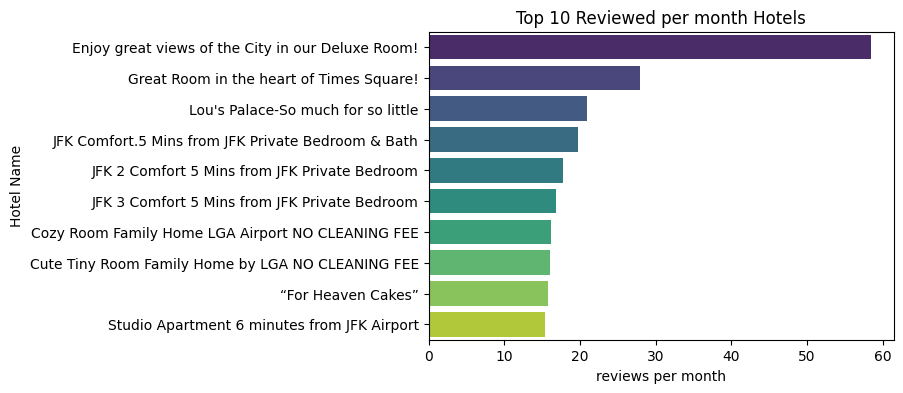 Top 10 Reviewed per month Hotels
Hotel Name
Enjoy great views of the City in our Deluxe Room!
Great Room in the heart of Times Square!
Lou's Palace-So much for so little
JFK Comfort.5 Mins from JFK Private Bedroom & Bath
JFK 2 Comfort 5 Mins from JFK Private Bedroom
JFK 3 Comfort 5 Mins from JFK Private Bedroom
Cozy Room Family Home LGA Airport NO CLEANING FEE
Cute Tiny Room Family Home by LGA NO CLEANING FEE
“For Heaven Cakes”
Studio Apartment 6 minutes from JFK Airport
0 10 20 30 40 50 60
reviews per month